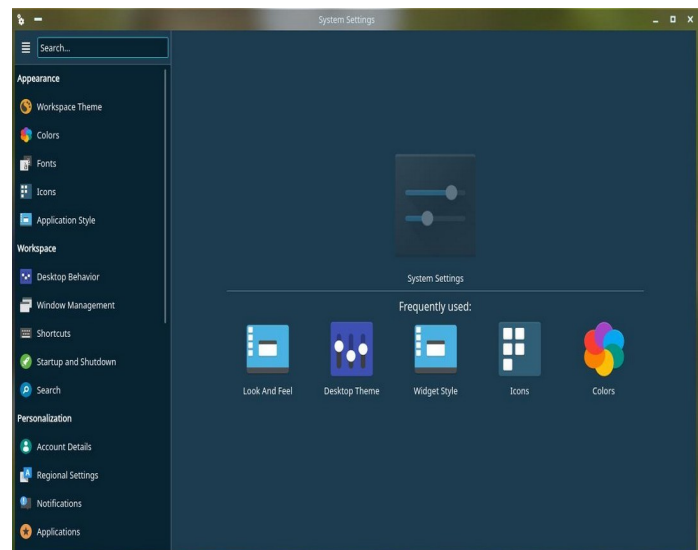 System Settings
Search...
Appearance
Workspace Theme
Colors
Fonts
Icons
Application Style
Workspace
Desktop Behavior
Window Management
Shortcuts
Startup and Shutdown
Search
Personalization
Account Details
Regional Settings
Notifications
Applications
System Settings
Frequently used:
Look And Feel Desktop Theme Widget Style Icons Colors